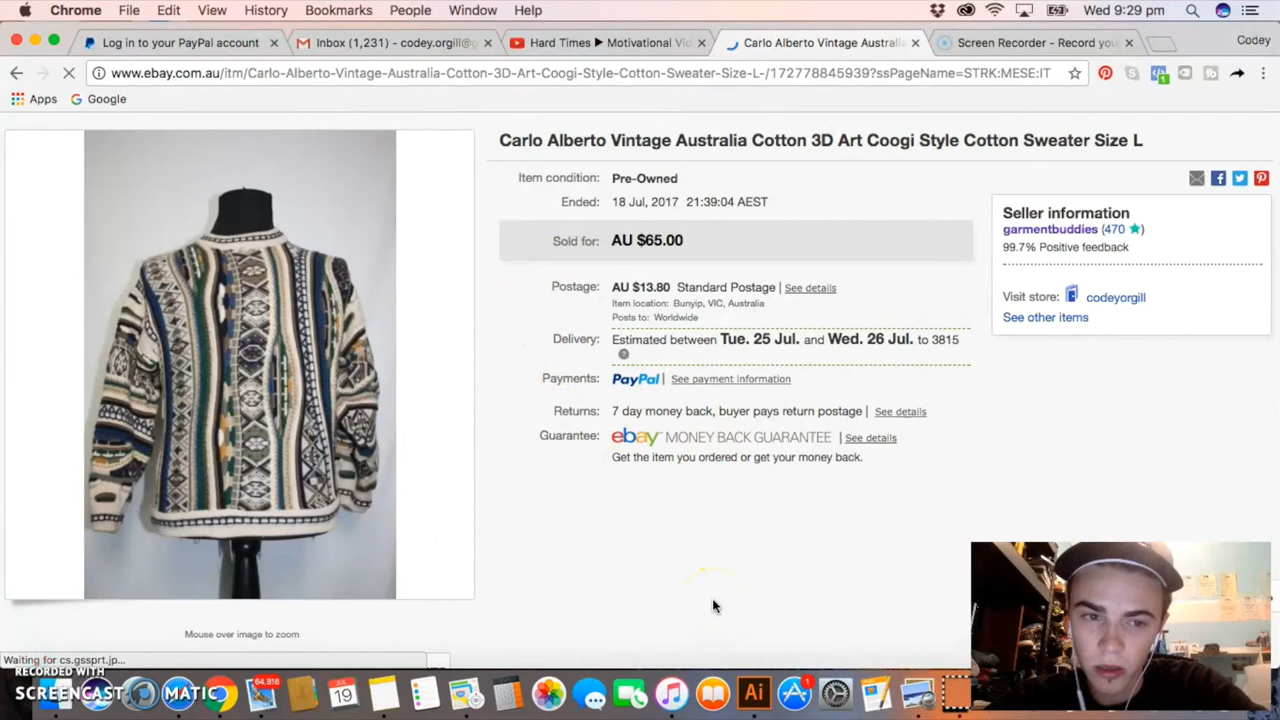 Chrome File Edit View History Bookmarks People Window Help Wed 9:29 pm
Log in to your PayPal account Inbox (1,231) - codey.orgill@g Hard Times ▶ Motivational Vi Carlo Alberto Vintage Australia Screen Recorder - Record you Codey
www.ebay.com.au/itm/Carlo-Alberto-Vintage-Australia-Cotton-3D-Art-Coogi-Style-Cotton-Sweater-Size-L-/172778845939?ssPageName=STRK:MESE:IT
Apps Google
Carlo Alberto Vintage Australia Cotton 3D Art Coogi Style Cotton Sweater Size L
Item condition: Pre-Owned
Ended: 18 Jul, 2017 21:39:04 AEST
Sold for: AU $65.00
Postage: AU $13.80 Standard Postage | See details
Item location: Bunyip, VIC, Australia
Posts to: Worldwide
Delivery: Estimated between Tue. 25 Jul. and Wed. 26 Jul. to 3815
Payments: PayPal | See payment information
Returns: 7 day money back, buyer pays return postage | See details
Guarantee: ebay MONEY BACK GUARANTEE | See details
Get the item you ordered or get your money back.
Seller information
garmentbuddies (470 ★)
99.7% Positive feedback
Visit store: codeyorgill
See other items
Mouse over image to zoom
Waiting for cs.gssprt.jp...
RECORDED WITH
SCREENCAST MATIC
64,818
JUL
19
Ai
1